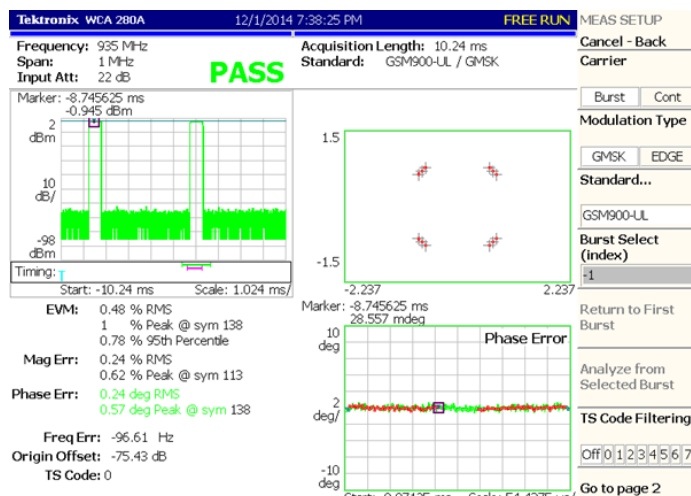 Tektronix WCA 280A 12/1/2014 7:38:25 PM FREE RUN
Frequency: 935 MHz
Span: 1 MHz
Input Att: 22 dB
PASS
Acquisition Length: 10.24 ms
Standard: GSM900-UL / GMSK
Marker: -8.745625 ms
-0.945 dBm
2
dBm
10
dB/
-98
dBm
Timing:
Start: -10.24 ms Scale: 1.024 ms/
1.5
-1.5
-2.237 2.237
EVM: 0.48 % RMS
1 % Peak @ sym 138
0.78 % 95th Percentile
Mag Err: 0.24 % RMS
0.62 % Peak @ sym 113
Phase Err: 0.24 deg RMS
0.57 deg Peak @ sym 138
Freq Err: -96.61 Hz
Origin Offset: -75.43 dB
TS Code: 0
Marker: -8.745625 ms
28.557 mdeg
10
deg
Phase Error
2
deg/
-10
deg
MEAS SETUP
Cancel - Back
Carrier
Burst Cont
Modulation Type
GMSK EDGE
Standard...
GSM900-UL
Burst Select
(index)
-1
Return to First
Burst
Analyze from
Selected Burst
TS Code Filtering
Off 0 1 2 3 4 5 6 7
Go to page 2